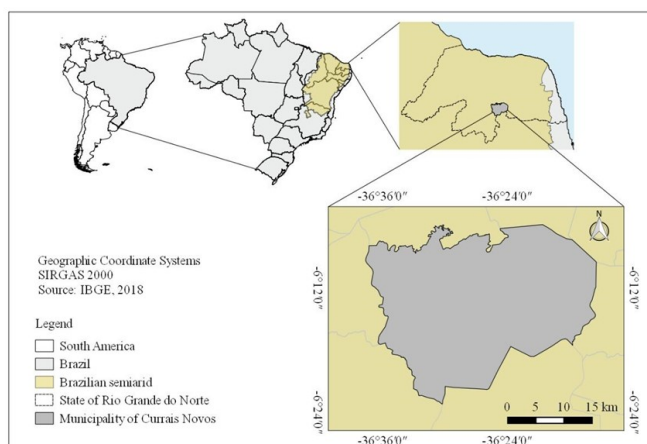 -36°36'0" -36°24'0"
N
-6°12'0" -6°12'0"
-6°24'0" -6°24'0"
0 5 10 15 km
-36°36'0" -36°24'0"
Geographic Coordinate Systems
SIRGAS 2000
Source: IBGE, 2018
Legend
South America
Brazil
Brazilian semiarid
State of Rio Grande do Norte
Municipality of Currais Novos